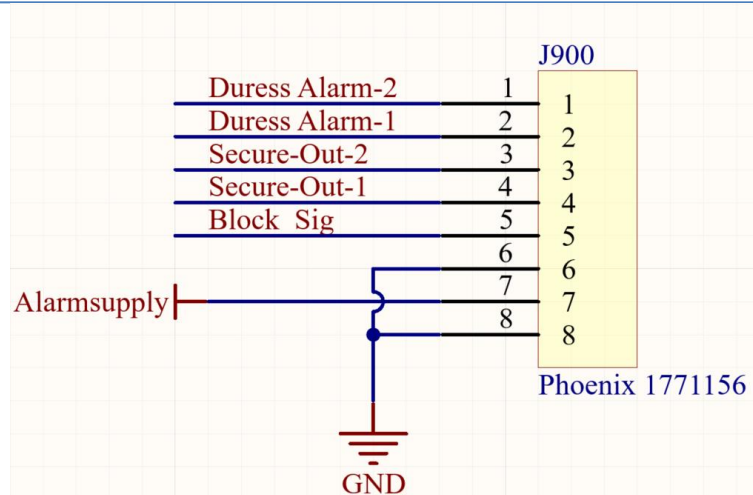 J900
Duress Alarm-2 1 1
Duress Alarm-1 2 2
Secure-Out-2 3 3
Secure-Out-1 4 4
Block Sig 5 5
6 6
Alarmsupply 7 7
8 8
Phoenix 1771156
GND